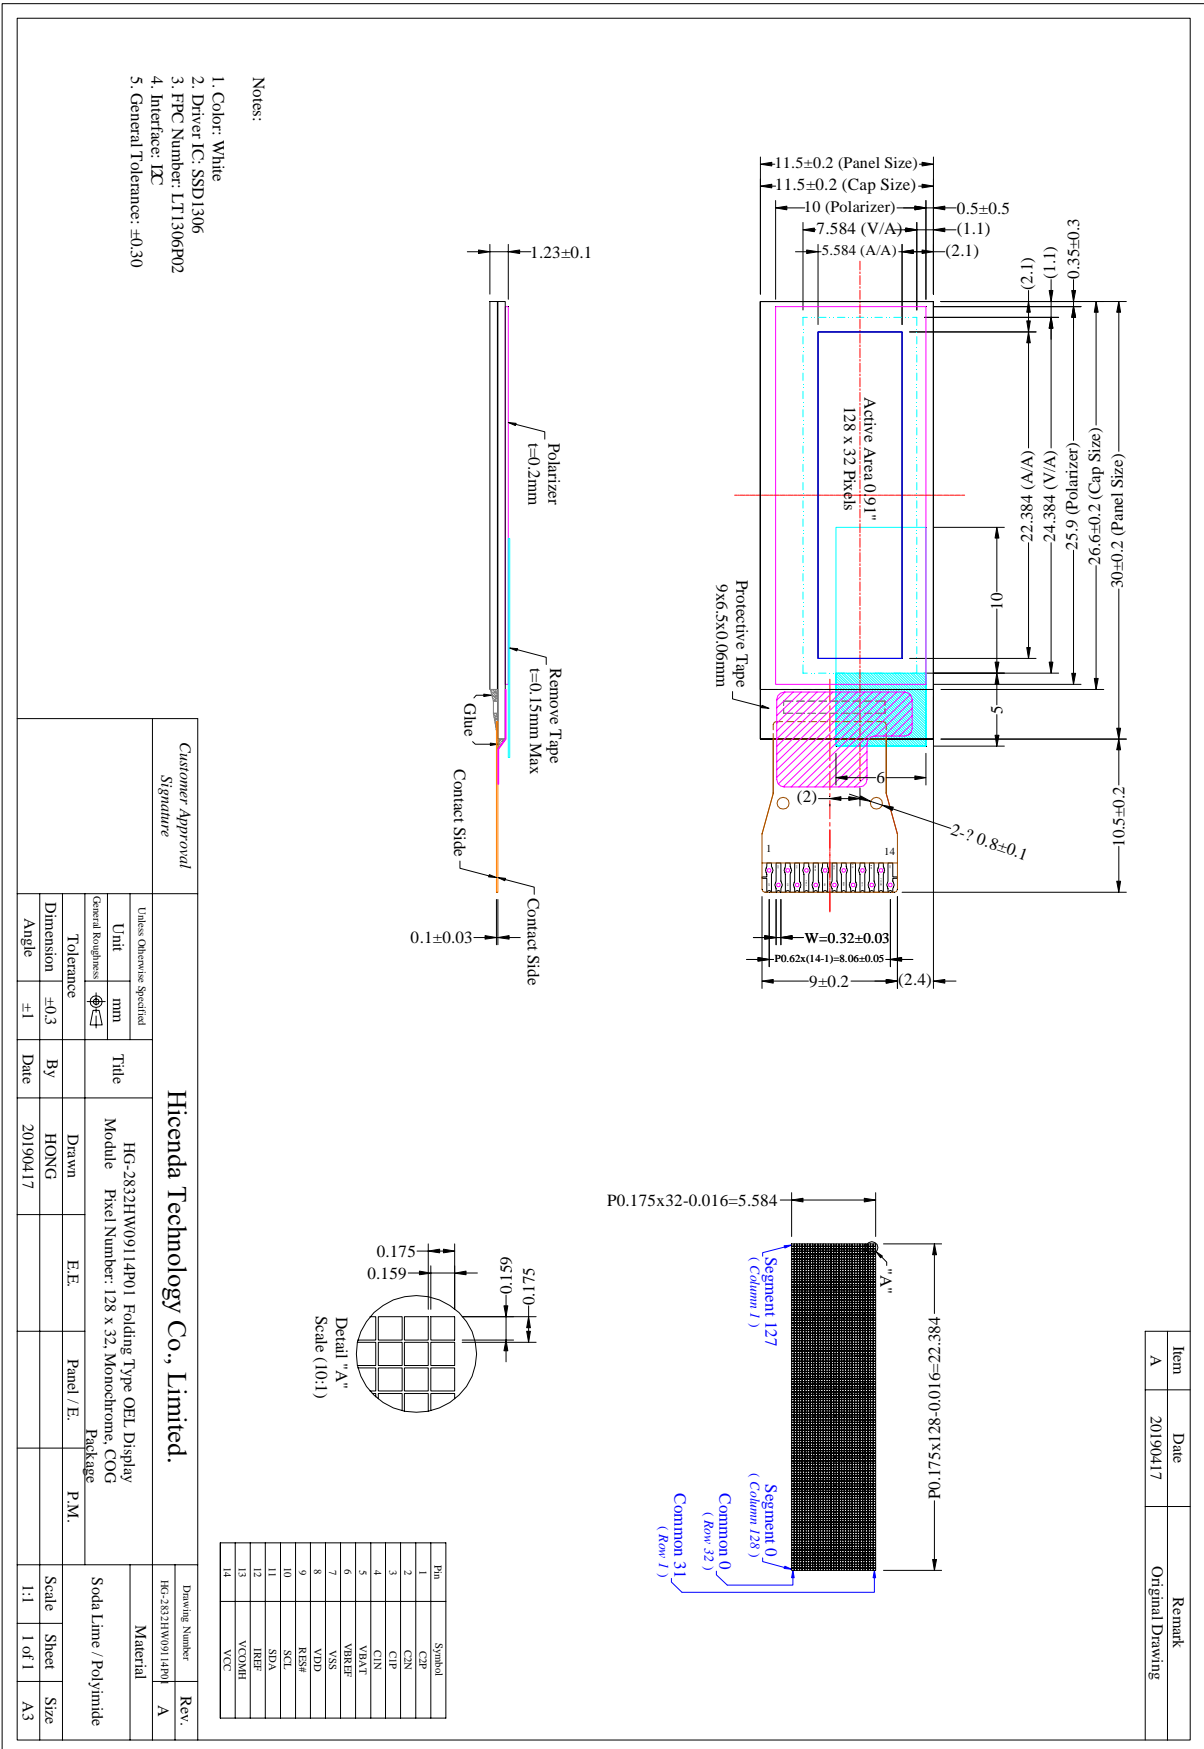 Item Date Remark
A 20190417 Original Drawing
11.5±0.2 (Panel Size)
11.5±0.2 (Cap Size)
10 (Polarizer)
0.5±0.5
7.584 (V/A)
(1.1)
5.584 (A/A)
(2.1)
30±0.2 (Panel Size)
26.6±0.2 (Cap Size)
25.9 (Polarizer)
24.384 (V/A)
22.384 (A/A)
0.35±0.3
(1.1)
(2.1)
10.5±0.2
10
5
6
(2)
2-? 0.8±0.1
Active Area 0.91"
128 x 32 Pixels
Protective Tape
9x6.5x0.06mm
1
14
W=0.32±0.03
P0.62x(14-1)=8.06±0.05
9±0.2
(2.4)
1.23±0.1
Polarizer
t=0.2mm
Remove Tape
t=0.15mm Max
Glue
Contact Side
Contact Side
0.1±0.03
P0.175x32-0.016=5.584
P0.175x128-0.016=22.384
"A"
Segment 127
( Column 1 )
Segment 0
( Column 128 )
Common 0
( Row 32 )
Common 31
( Row 1 )
0.175
0.159
0.175
0.159
Detail "A"
Scale (10:1)
Notes:
1. Color: White
2. Driver IC: SSD1306
3. FPC Number: LT1306P02
4. Interface: I2C
5. General Tolerance: ±0.30
Pin Symbol
1 C2P
2 C2N
3 C1P
4 C1N
5 VBAT
6 VBREF
7 VSS
8 VDD
9 RES#
10 SCL
11 SDA
12 IREF
13 VCOMH
14 VCC
Customer Approval
Signature
Hicenda Technology Co., Limited.
Drawing Number Rev.
HG-2832HW09114P01 A
Unless Otherwise Specified
Unit mm
General Roughness
Tolerance
Dimension ±0.3
Angle ±1
Title
HG-2832HW09114P01 Folding Type OEL Display
Module Pixel Number: 128 x 32, Monochrome, COG
Package
Material
Soda Lime / Polyimide
Drawn E.E. Panel / E. P.M.
By HONG
Date 20190417
Scale Sheet Size
1:1 1 of 1 A3